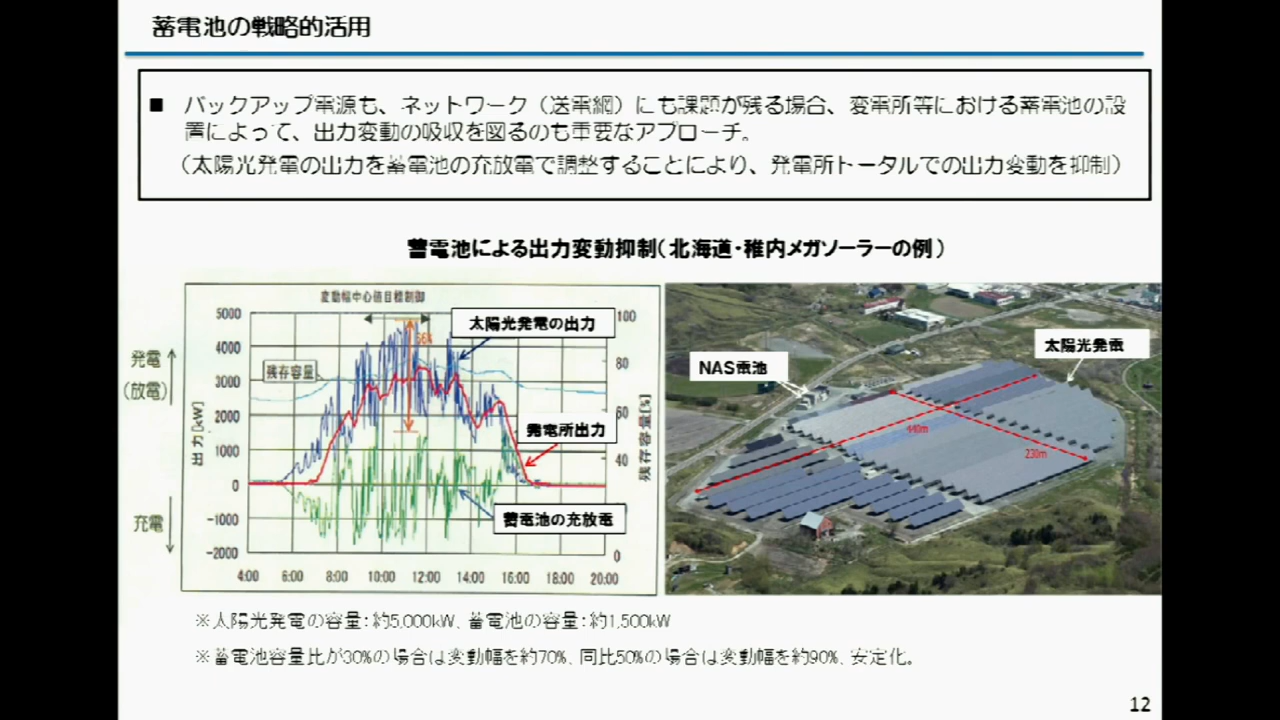 蓄電池の戦略的活用
■ バックアップ電源も、ネットワーク（送電網）にも課題が残る場合、変電所等における蓄電池の設
置によって、出力変動の吸収を図るのも重要なアプローチ。
（太陽光発電の出力を蓄電池の充放電で調整することにより、発電所トータルでの出力変動を抑制）
蓄電池による出力変動抑制（北海道・稚内メガソーラーの例）
変動幅中心値目標制御
発電
（放電）
充電
出力[kW]
5000
4000
3000
2000
1000
0
-1000
-2000
残存容量
太陽光発電の出力
発電所出力
蓄電池の充放電
100
80
60
40
0
残存容量[%]
4:00 6:00 8:00 10:00 12:00 14:00 16:00 18:00 20:00
NAS電池
太陽光発電
440m
230m
※太陽光発電の容量：約5,000kW、蓄電池の容量：約1,500kW
※蓄電池容量比が30%の場合は変動幅を約70%、同比50%の場合は変動幅を約90%、安定化。
12